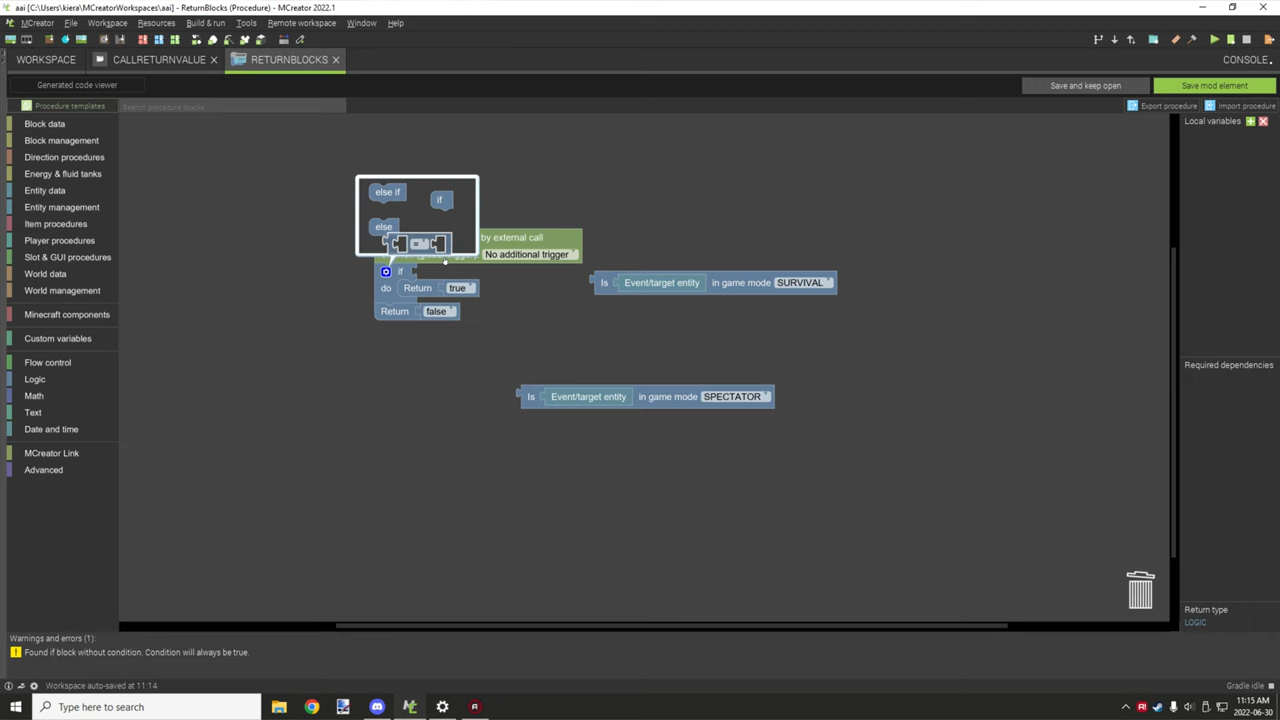 aai [C:\Users\kiera\MCreatorWorkspaces\aai] - ReturnBlocks (Procedure) - MCreator 2022.1
MCreator File Workspace Resources Build & run Tools Remote workspace Window Help
WORKSPACE CALLRETURNVALUE RETURNBLOCKS CONSOLE
Generated code viewer Save and keep open Save mod element
Procedure templates Search procedure blocks Export procedure Import procedure
Local variables
Block data
Block management
Direction procedures
Energy & fluid tanks
Entity data
Entity management
Item procedures
Player procedures
Slot & GUI procedures
World data
World management
Minecraft components
Custom variables
Flow control
Logic
Math
Text
Date and time
MCreator Link
Advanced
else if
if
else
=
by external call
No additional trigger
if
do Return true
Return false
Is Event/target entity in game mode SURVIVAL
Is Event/target entity in game mode SPECTATOR
Required dependencies
Return type
LOGIC
Warnings and errors (1):
Found if block without condition. Condition will always be true.
Workspace auto-saved at 11:14 Gradle idle
Type here to search
11:15 AM
2022-06-30